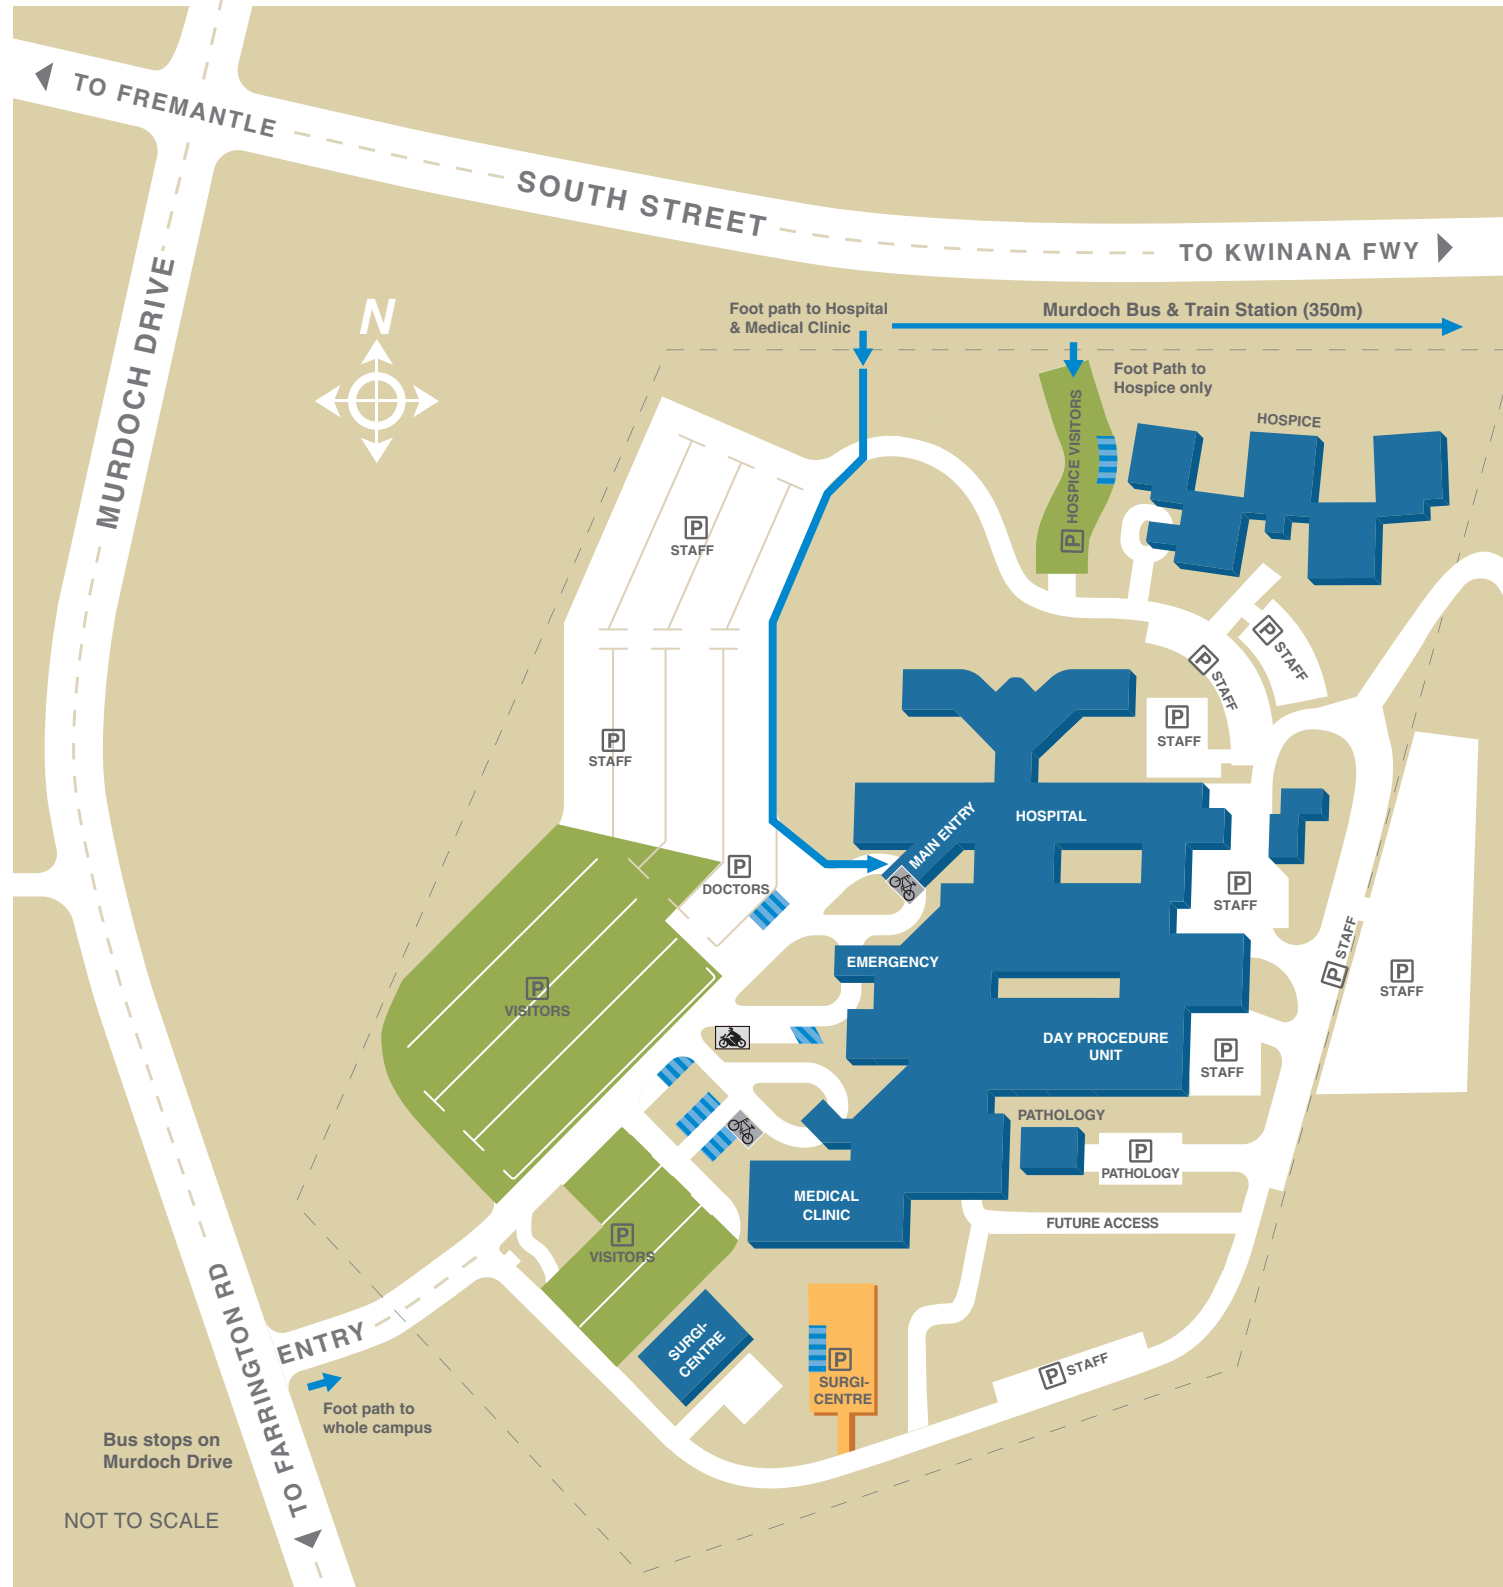 TO FREMANTLE
SOUTH STREET
TO KWINANA FWY
MURDOCH DRIVE
N
Foot path to Hospital
& Medical Clinic
Murdoch Bus & Train Station (350m)
Foot Path to
Hospice only
HOSPICE
P HOSPICE VISITORS
P
STAFF
P
STAFF
P
STAFF
P
STAFF
P
STAFF
MAIN ENTRY
HOSPITAL
P
DOCTORS
P
STAFF
P STAFF
P
STAFF
EMERGENCY
P
VISITORS
DAY PROCEDURE
UNIT
P
STAFF
PATHOLOGY
P
PATHOLOGY
MEDICAL
CLINIC
FUTURE ACCESS
P
VISITORS
SURGI-
CENTRE
P
SURGI-
CENTRE
P STAFF
ENTRY
TO FARRINGTON RD
Foot path to
whole campus
Bus stops on
Murdoch Drive
NOT TO SCALE